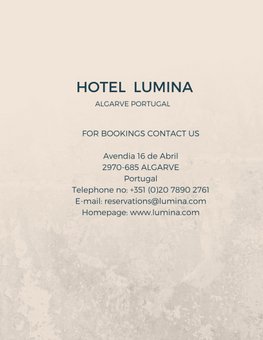 HOTEL LUMINA
ALGARVE PORTUGAL
FOR BOOKINGS CONTACT US
Avendia 16 de Abril
2970-685 ALGARVE
Portugal
Telephone no: +351 (0)20 7890 2761
E-mail: reservations@lumina.com
Homepage: www.lumina.com